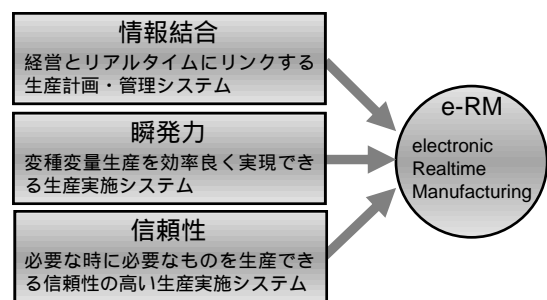 情報結合
経営とリアルタイムにリンクする
生産計画・管理システム
瞬発力
変種変量生産を効率良く実現でき
る生産実施システム
信頼性
必要な時に必要なものを生産でき
る信頼性の高い生産実施システム
e-RM
electronic
Realtime
Manufacturing